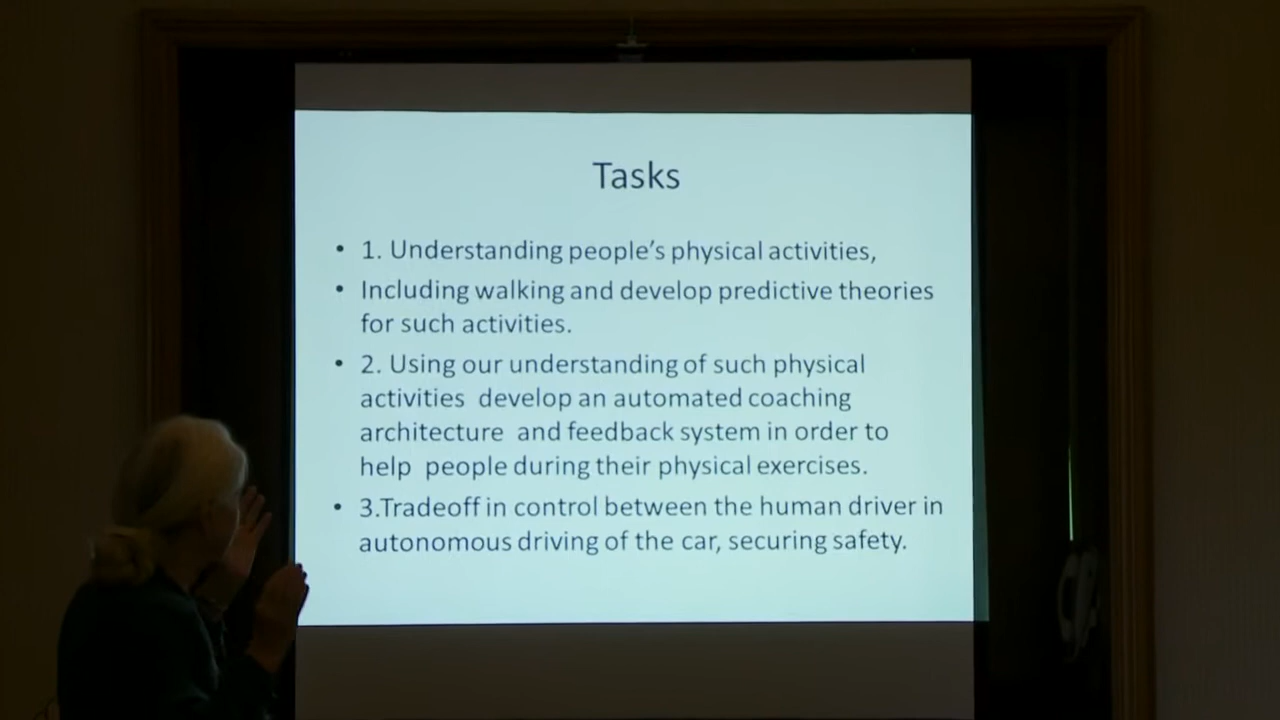 Tasks
• 1. Understanding people's physical activities,
• Including walking and develop predictive theories
for such activities.
• 2. Using our understanding of such physical
activities develop an automated coaching
architecture and feedback system in order to
help people during their physical exercises.
• 3.Tradeoff in control between the human driver in
autonomous driving of the car, securing safety.